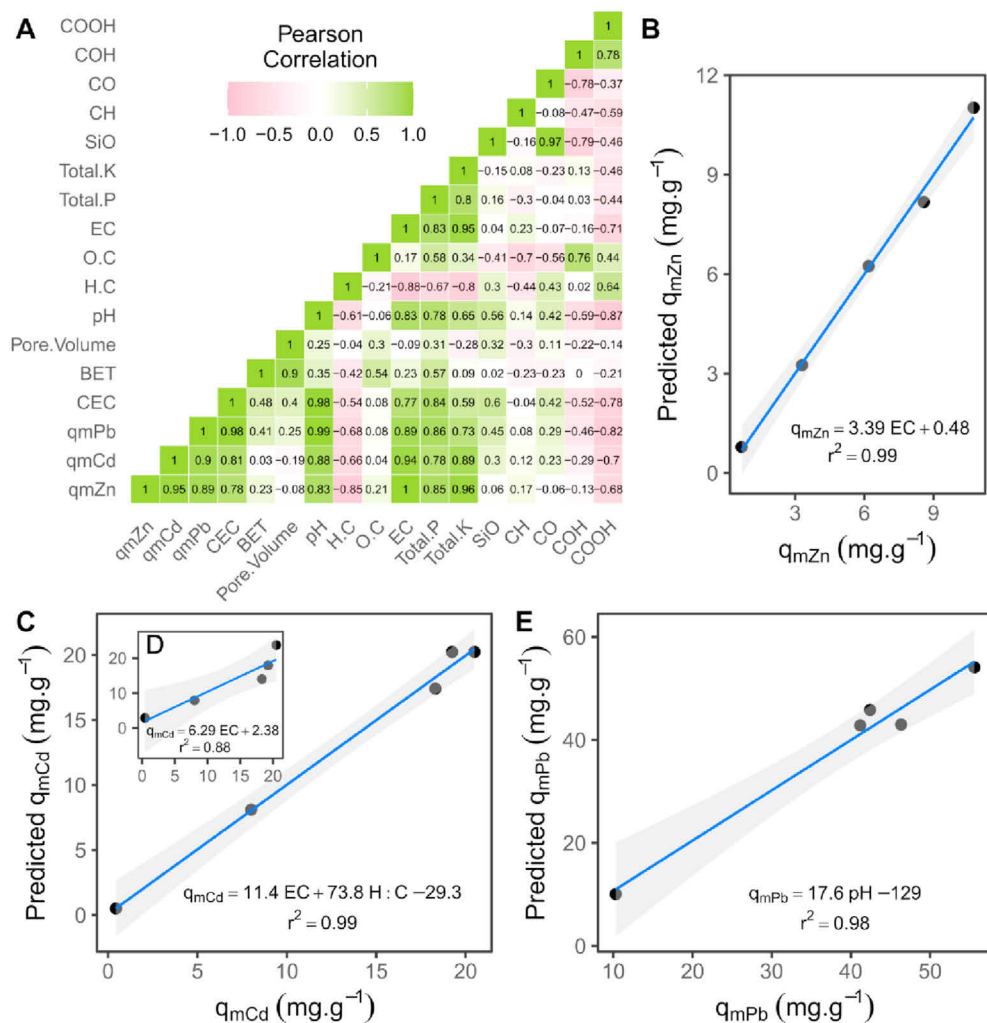 A
Pearson
Correlation
−1.0 −0.5 0.0 0.5 1.0
COOH 1
COH 1 0.78
CO 1 −0.78 −0.37
CH 1 −0.08 −0.47 −0.59
SiO 1 −0.16 0.97 −0.79 −0.46
Total.K 1 −0.15 0.08 −0.23 0.13 −0.46
Total.P 1 0.8 0.16 −0.3 −0.04 0.03 −0.44
EC 1 0.83 0.95 0.04 0.23 −0.07 −0.16 −0.71
O.C 1 0.17 0.58 0.34 −0.41 −0.7 −0.56 0.76 0.44
H.C 1 −0.21 −0.88 −0.67 −0.8 0.3 −0.44 0.43 0.02 0.64
pH 1 −0.61 −0.06 0.83 0.78 0.65 0.56 0.14 0.42 −0.59 −0.87
Pore.Volume 1 0.25 −0.04 0.3 −0.09 0.31 −0.28 0.32 −0.3 0.11 −0.22 −0.14
BET 1 0.9 0.35 −0.42 0.54 0.23 0.57 0.09 0.02 −0.23 −0.23 0 −0.21
CEC 1 0.48 0.4 0.98 −0.54 0.08 0.77 0.84 0.59 0.6 −0.04 0.42 −0.52 −0.78
qmPb 1 0.98 0.41 0.25 0.99 −0.68 0.08 0.89 0.86 0.73 0.45 0.08 0.29 −0.46 −0.82
qmCd 1 0.9 0.81 0.03 −0.19 0.88 −0.66 0.04 0.94 0.78 0.89 0.3 0.12 0.23 −0.29 −0.7
qmZn 1 0.95 0.89 0.78 0.23 −0.08 0.83 −0.85 0.21 1 0.85 0.96 0.06 0.17 −0.06 −0.13 −0.68
qmZn qmCd qmPb CEC BET Pore.Volume pH H.C O.C EC Total.P Total.K SiO CH CO COH COOH
B
Predicted qmZn (mg.g⁻¹)
12
9
6
3
0
qmZn = 3.39 EC + 0.48
r² = 0.99
3 6 9
qmZn (mg.g⁻¹)
C
Predicted qmCd (mg.g⁻¹)
20
15
10
5
0
D
20
10
0
qmCd = 6.29 EC + 2.38
r² = 0.88
0 5 10 15 20
qmCd = 11.4 EC + 73.8 H : C −29.3
r² = 0.99
0 5 10 15 20
qmCd (mg.g⁻¹)
E
Predicted qmPb (mg.g⁻¹)
60
40
20
0
qmPb = 17.6 pH −129
r² = 0.98
10 20 30 40 50
qmPb (mg.g⁻¹)